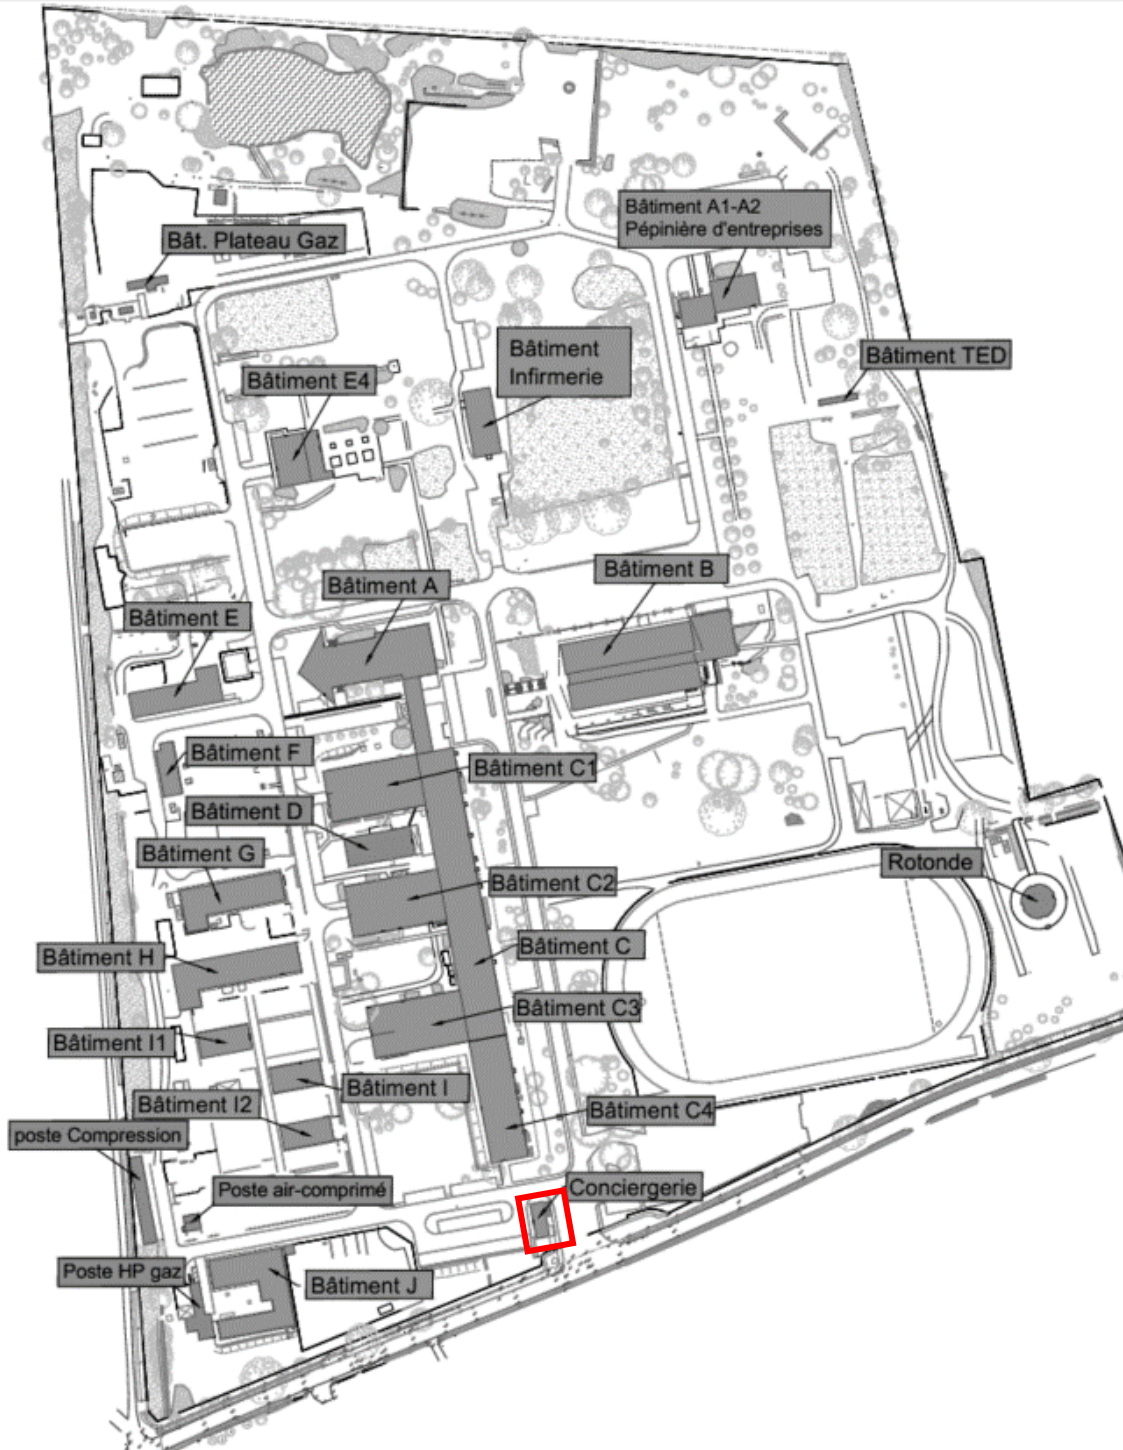 Bâtiment A1-A2
Pépinière d'entreprises
Bât. Plateau Gaz
Bâtiment
Infirmerie
Bâtiment TED
Bâtiment E4
Bâtiment B
Bâtiment A
Bâtiment E
Bâtiment F
Bâtiment C1
Bâtiment D
Bâtiment G
Rotonde
Bâtiment C2
Bâtiment C
Bâtiment H
Bâtiment C3
Bâtiment I1
Bâtiment I
Bâtiment I2
Bâtiment C4
poste Compression
Poste air-comprimé
Conciergerie
Poste HP gaz
Bâtiment J